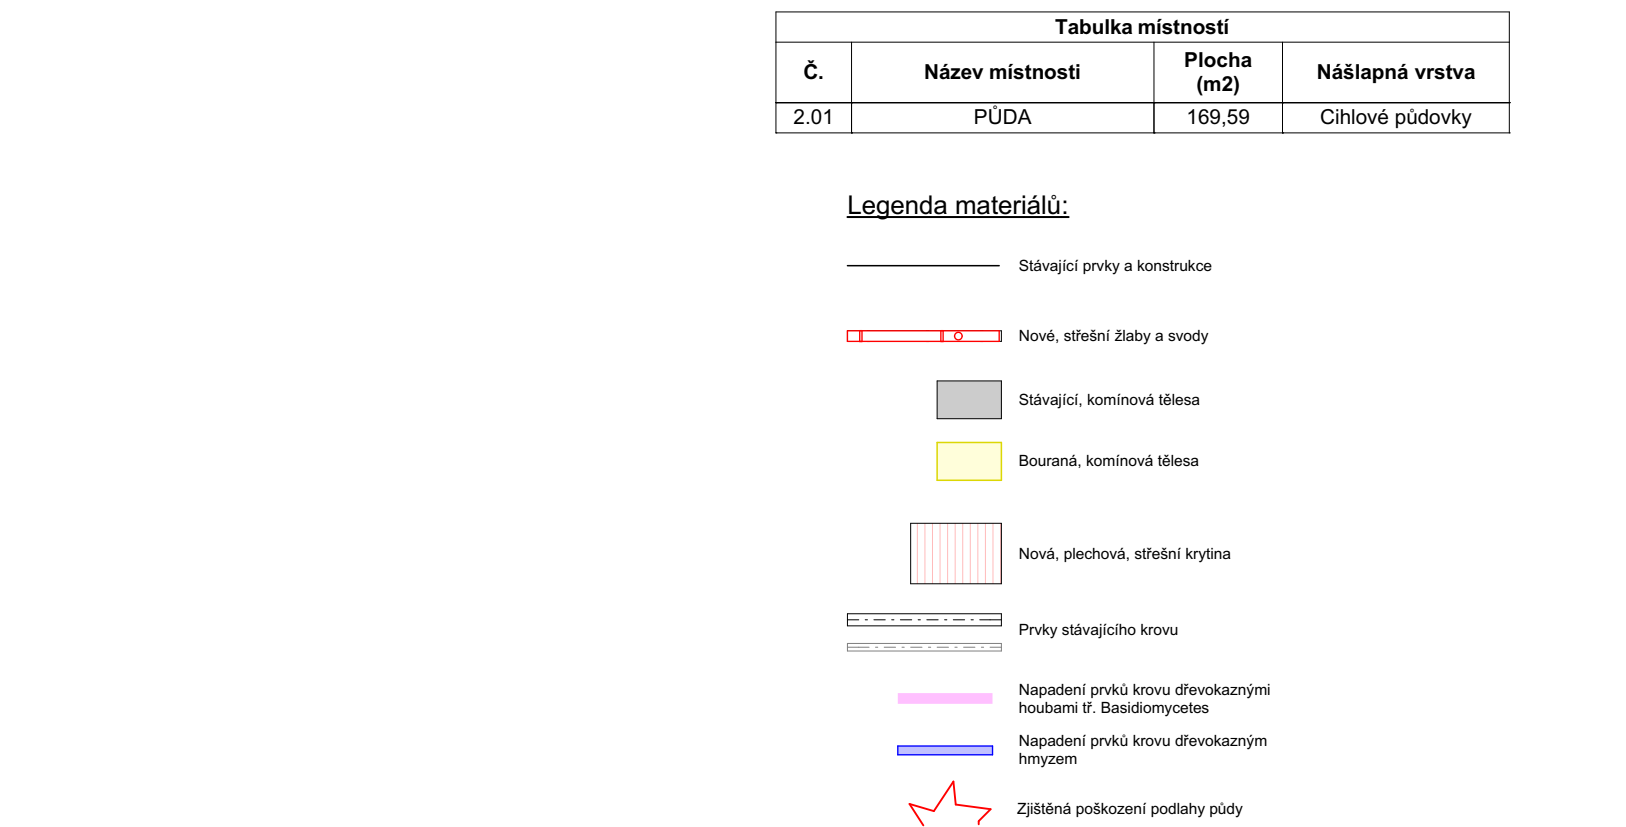 Tabulka místností
Č. Název místnosti Plocha (m2) Nášlapná vrstva
2.01 PŮDA 169,59 Cihlové půdovky
Legenda materiálů:
Stávající prvky a konstrukce
Nové, střešní žlaby a svody
Stávající, komínová tělesa
Bouraná, komínová tělesa
Nová, plechová, střešní krytina
Prvky stávajícího krovu
Napadení prvků krovu dřevokaznými
houbami tř. Basidiomycetes
Napadení prvků krovu dřevokazným
hmyzem
Zjištěná poškození podlahy půdy